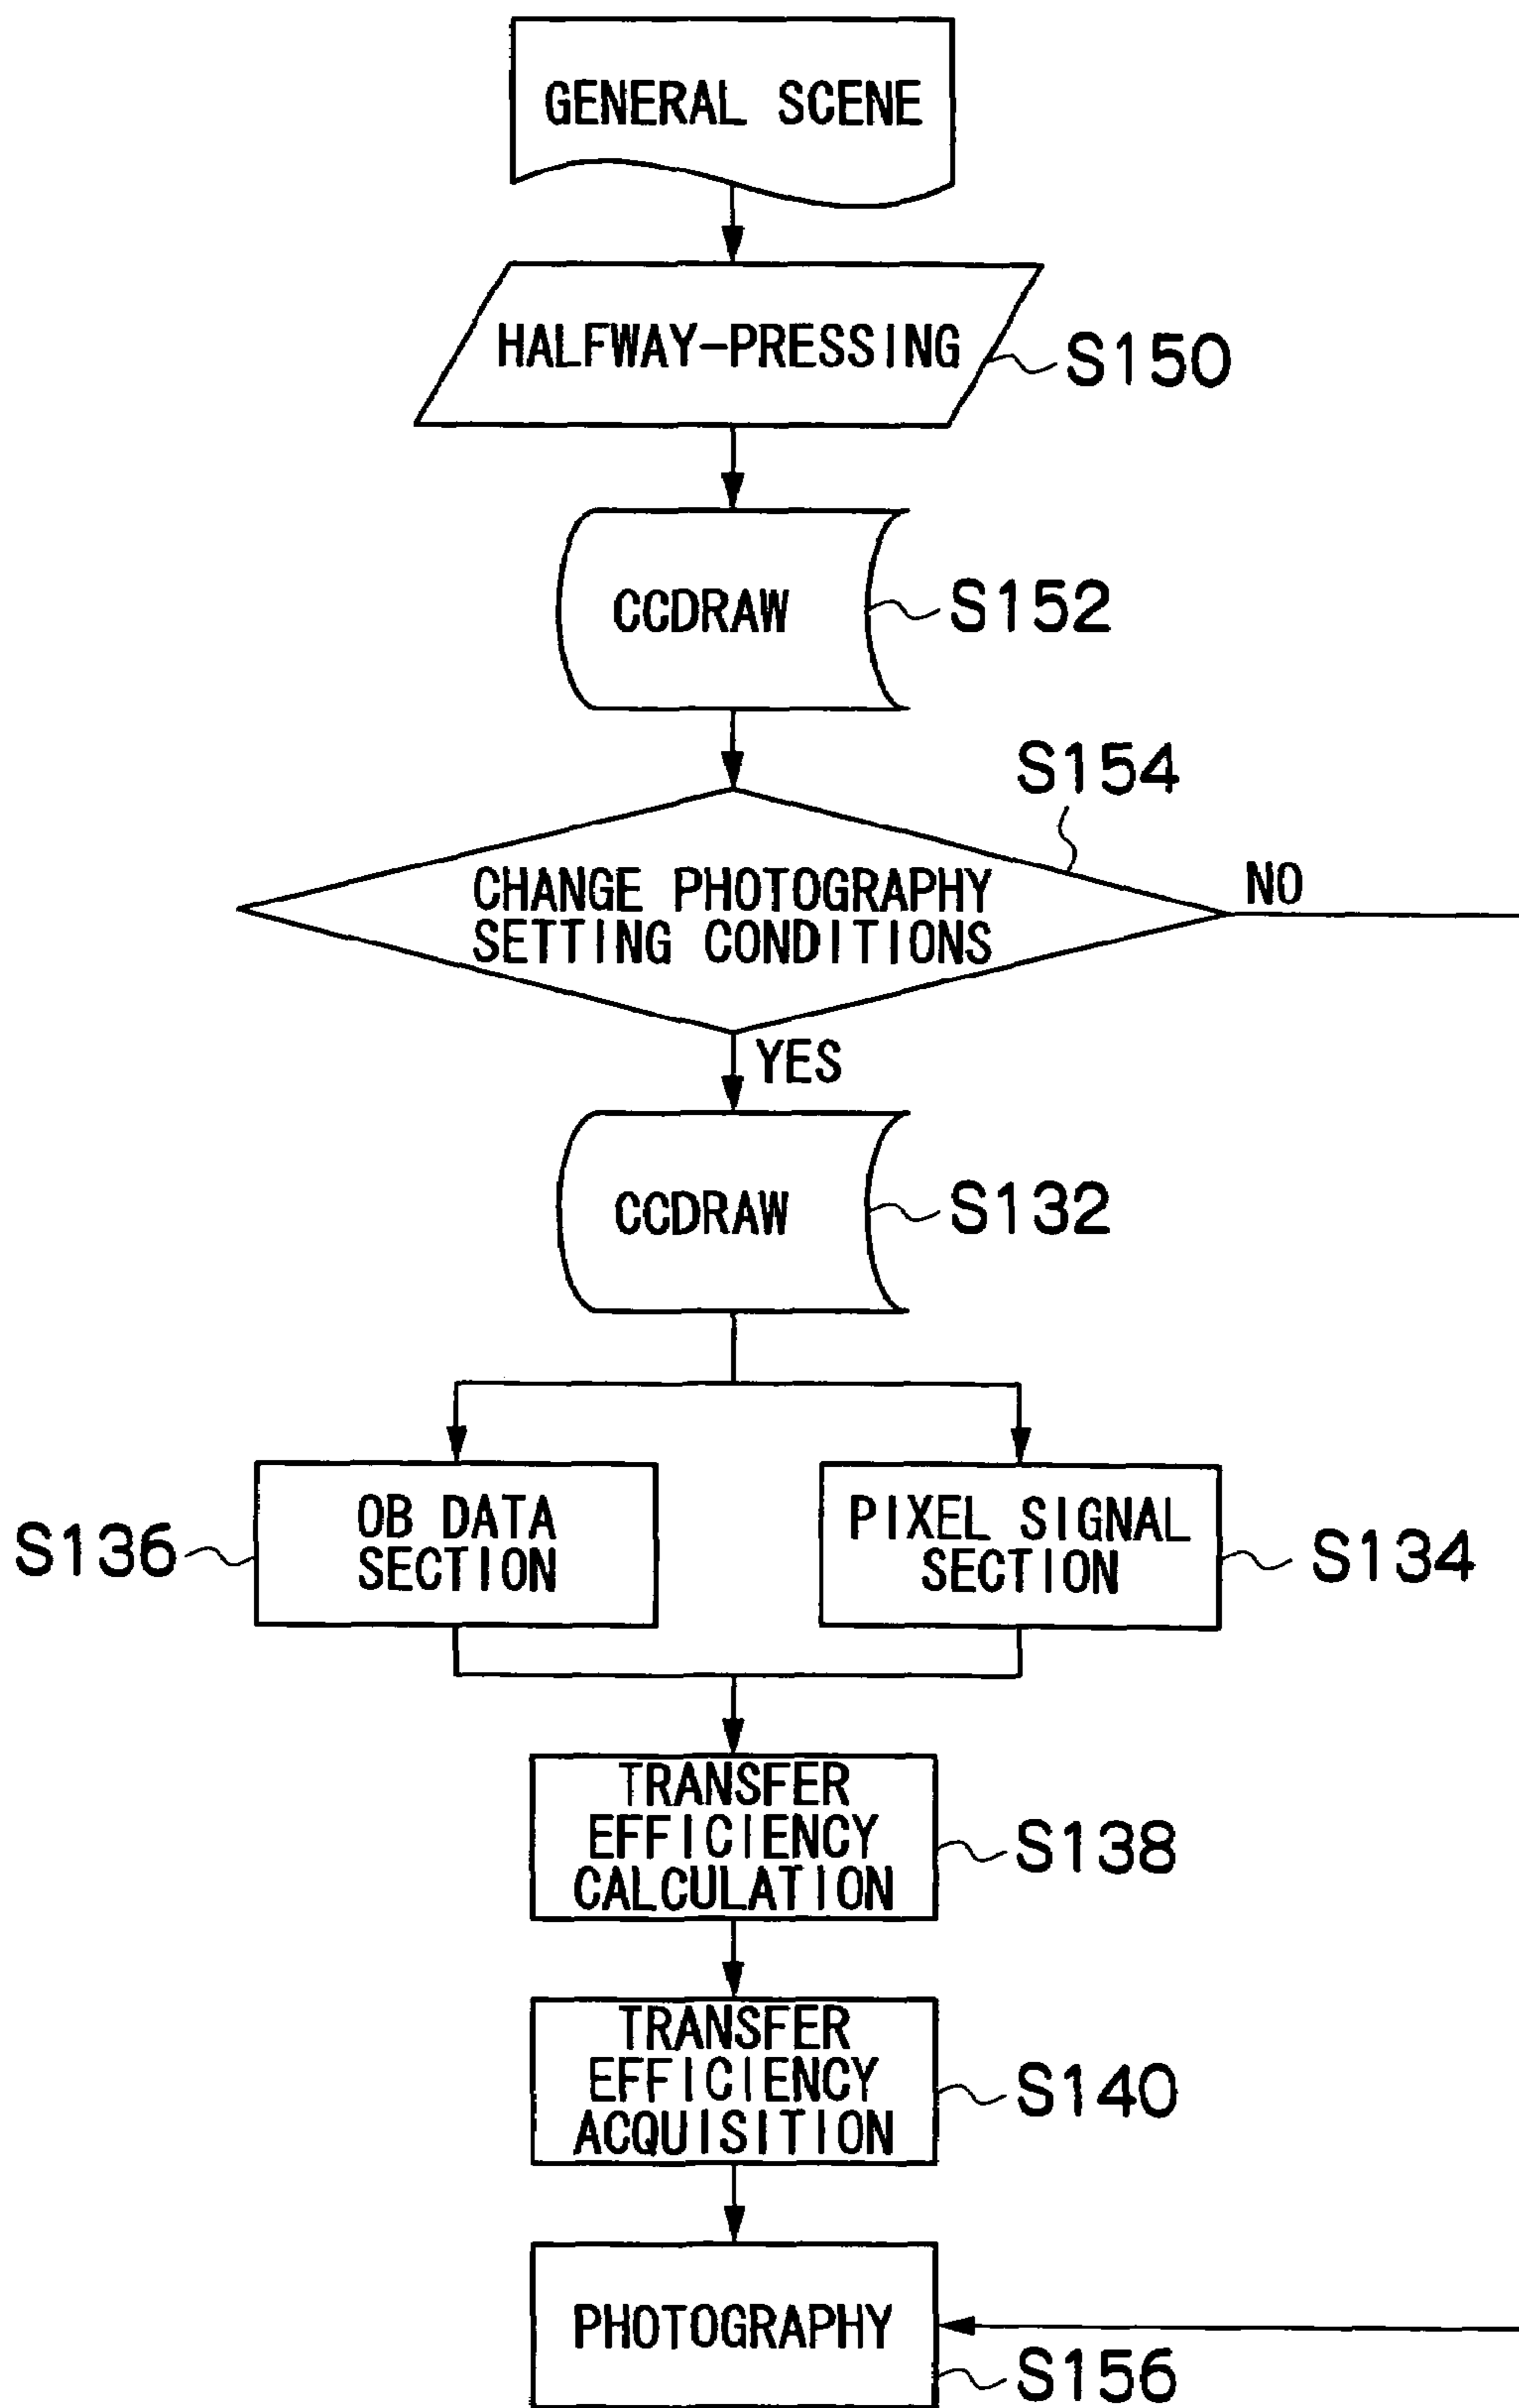 GENERAL SCENE
HALFWAY-PRESSING
S150
CCDRAW
S152
S154
CHANGE PHOTOGRAPHY
SETTING CONDITIONS
NO
YES
CCDRAW
S132
OB DATA
SECTION
S136
PIXEL SIGNAL
SECTION
S134
TRANSFER
EFFICIENCY
CALCULATION
S138
TRANSFER
EFFICIENCY
ACQUISITION
S140
PHOTOGRAPHY
S156